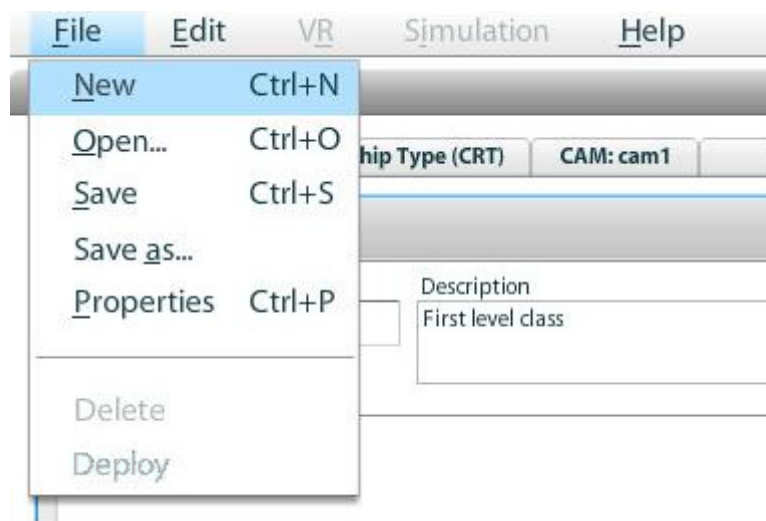 File Edit VR Simulation Help
New Ctrl+N
Open... Ctrl+O
hip Type (CRT) CAM: cam1
Save Ctrl+S
Save as...
Properties Ctrl+P
Description
First level class
Delete
Deploy